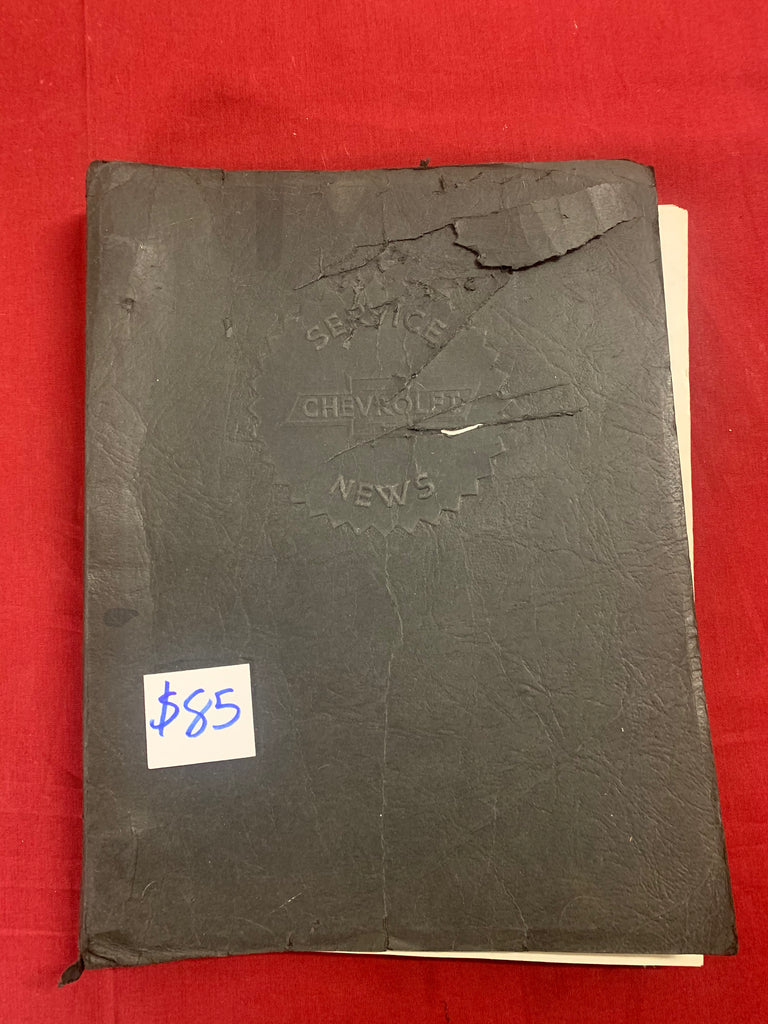 SERVICE
CHEVROLET
NEWS
$85